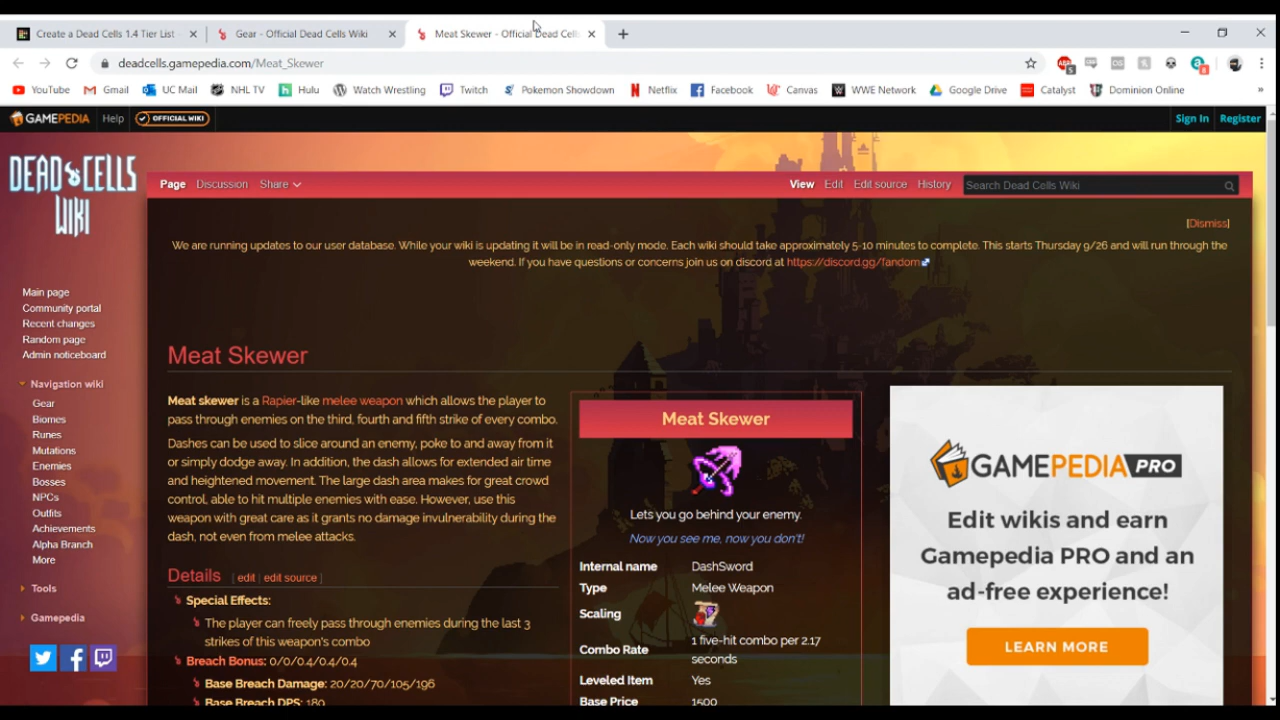 Create a Dead Cells 1.4 Tier List
Gear - Official Dead Cells Wiki
Meat Skewer - Official Dead Cells
deadcells.gamepedia.com/Meat_Skewer
YouTube
Gmail
UC Mail
NHL TV
Hulu
Watch Wrestling
Twitch
Pokemon Showdown
Netflix
Facebook
Canvas
WWE Network
Google Drive
Catalyst
Dominion Online
»
GAMEPEDIA
Help
OFFICIAL WIKI
Sign In
Register
DEAD CELLS
WIKI
Page
Discussion
Share
View
Edit
Edit source
History
Search Dead Cells Wiki
[Dismiss]
We are running updates to our user database. While your wiki is updating it will be in read-only mode. Each wiki should take approximately 5-10 minutes to complete. This starts Thursday 9/26 and will run through the
weekend. If you have questions or concerns join us on discord at https://discord.gg/fandom
Main page
Community portal
Recent changes
Random page
Admin noticeboard
Navigation wiki
Gear
Biomes
Runes
Mutations
Enemies
Bosses
NPCs
Outfits
Achievements
Alpha Branch
More
Tools
Gamepedia
Meat Skewer
Meat skewer is a Rapier-like melee weapon which allows the player to
pass through enemies on the third, fourth and fifth strike of every combo.
Dashes can be used to slice around an enemy, poke to and away from it
or simply dodge away. In addition, the dash allows for extended air time
and heightened movement. The large dash area makes for great crowd
control, able to hit multiple enemies with ease. However, use this
weapon with great care as it grants no damage invulnerability during the
dash, not even from melee attacks.
Details [ edit | edit source ]
Special Effects:
The player can freely pass through enemies during the last 3
strikes of this weapon's combo
Breach Bonus: 0/0/0.4/0.4/0.4
Base Breach Damage: 20/20/70/105/196
Base Breach DPS: 189
Meat Skewer
Lets you go behind your enemy.
Now you see me, now you don't!
Internal name DashSword
Type Melee Weapon
Scaling
Combo Rate 1 five-hit combo per 2.17
seconds
Leveled Item Yes
Base Price 1500
GAMEPEDIA PRO
Edit wikis and earn
Gamepedia PRO and an
ad-free experience!
LEARN MORE